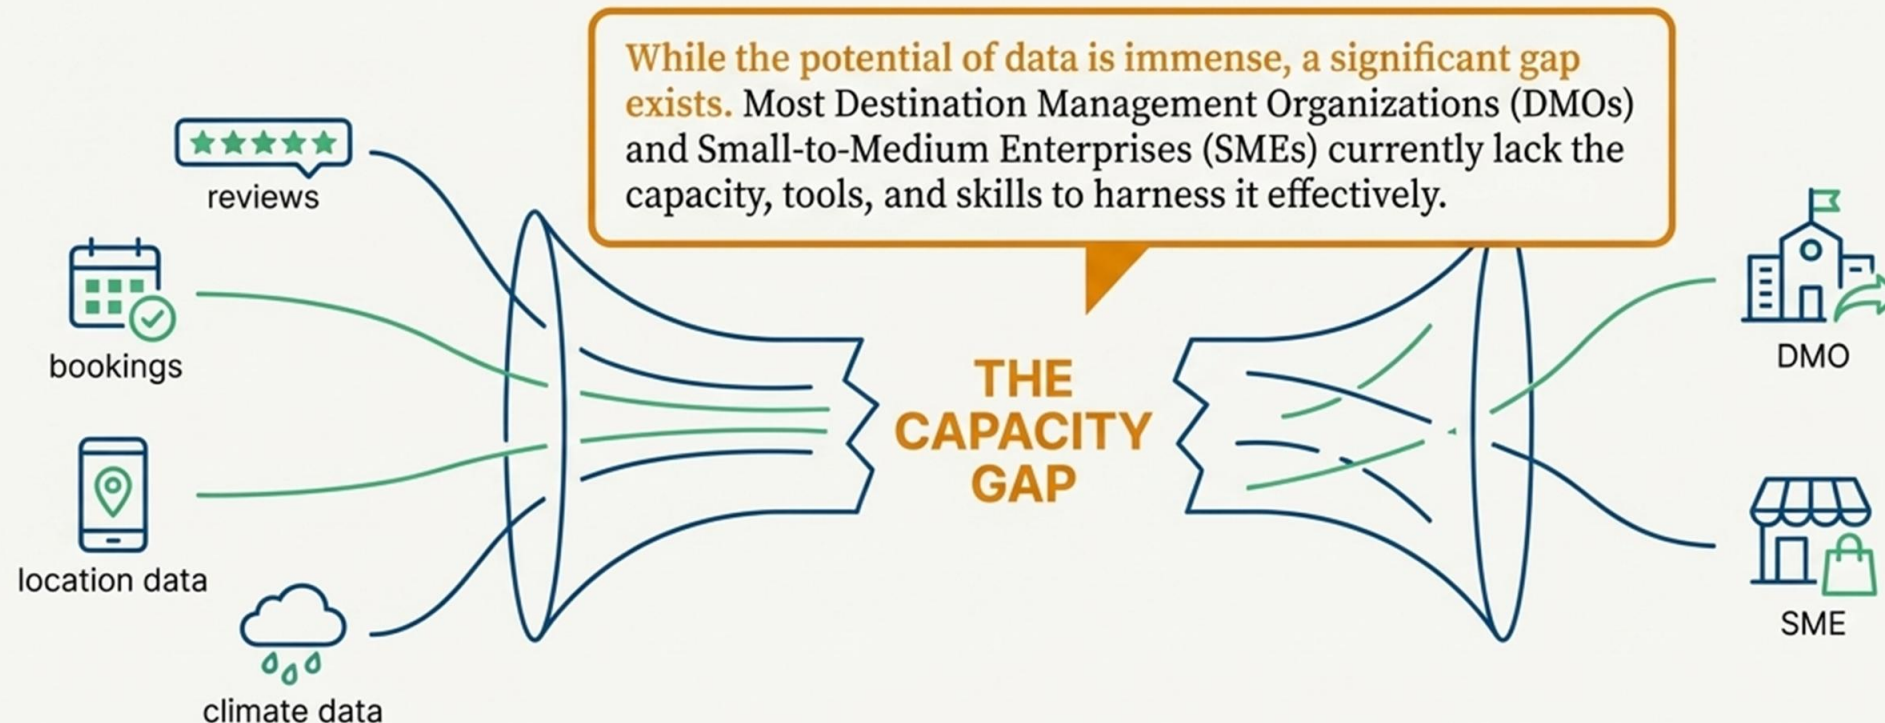 While the potential of data is immense, a significant gap
exists. Most Destination Management Organizations (DMOs)
and Small-to-Medium Enterprises (SMEs) currently lack the
capacity, tools, and skills to harness it effectively.
reviews
bookings
location data
climate data
THE
CAPACITY
GAP
DMO
SME